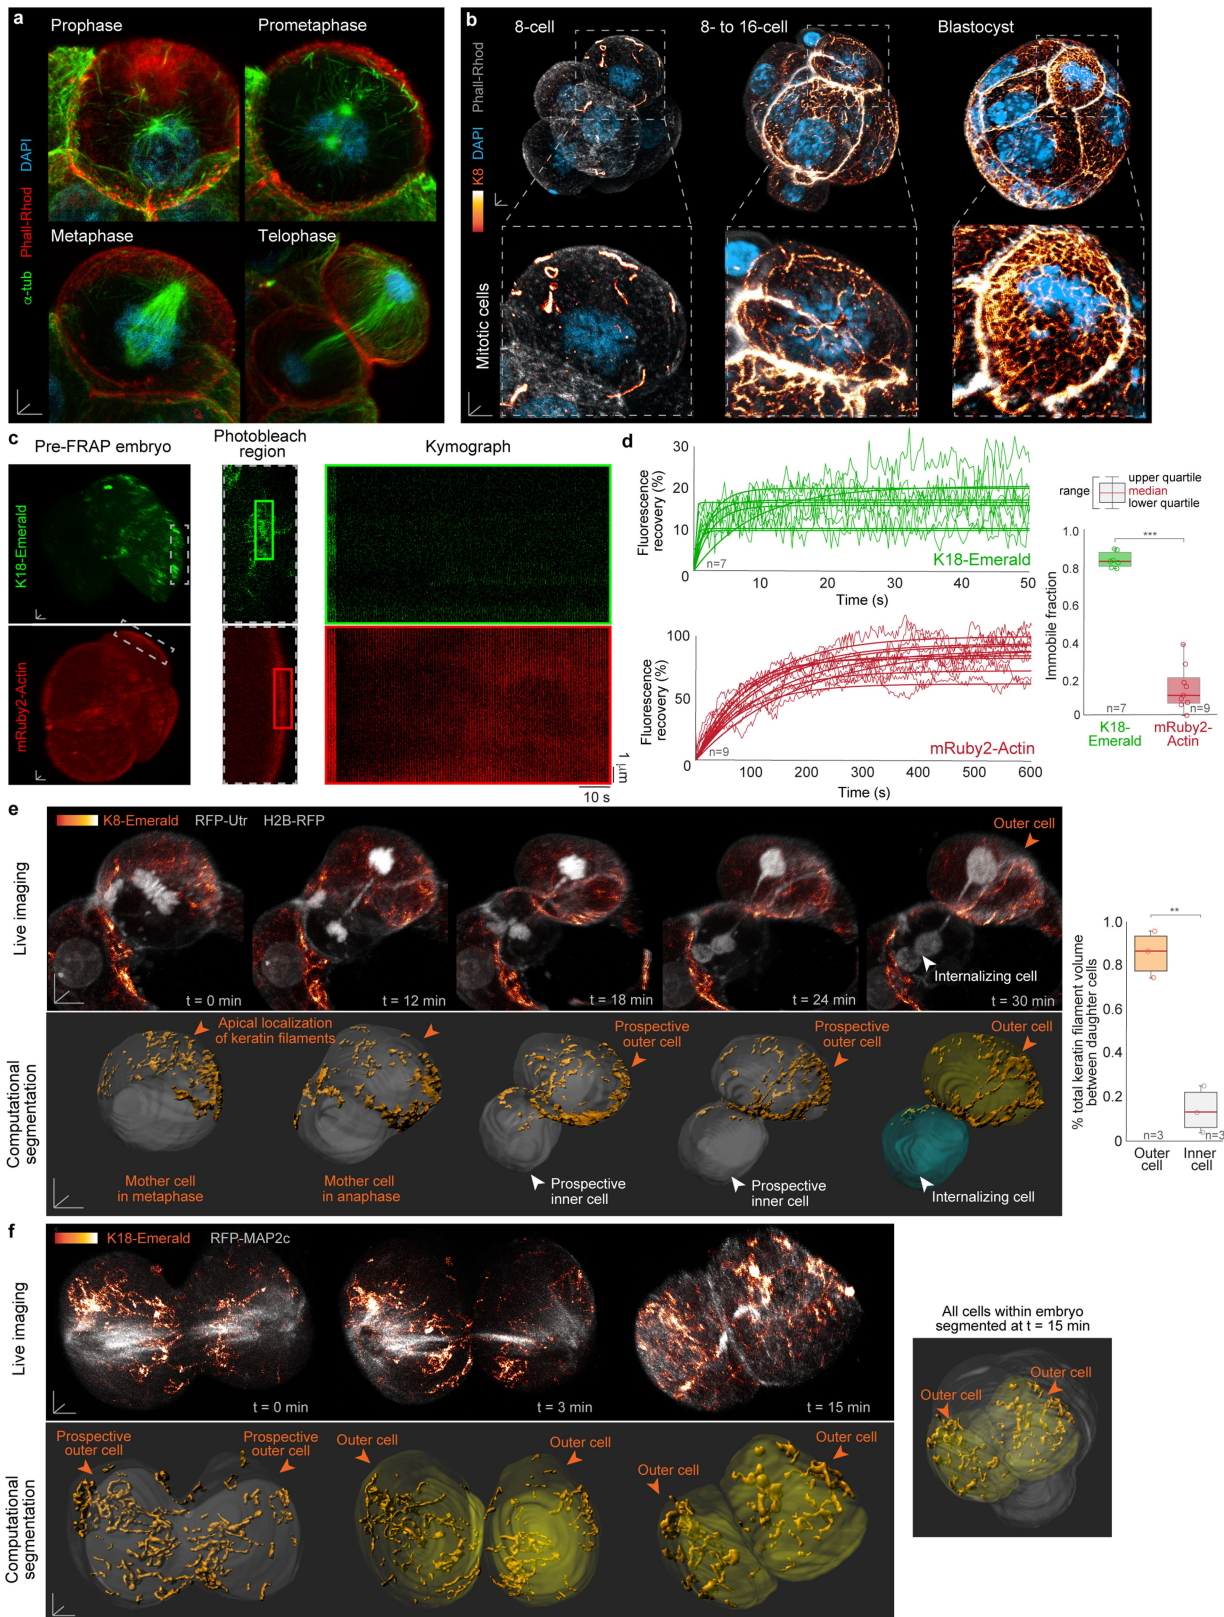 a
Prophase
Prometaphase
Metaphase
Telophase
α-tub Phall-Rhod DAPI
b
8-cell
8- to 16-cell
Blastocyst
K8 DAPI Phall-Rhod
Mitotic cells
c
Pre-FRAP embryo
Photobleach
region
Kymograph
K18-Emerald
mRuby2-Actin
1 μm
10 s
d
Fluorescence
recovery (%)
30
20
10
0
n=7
K18-Emerald
10
20
30
40
50
Time (s)
Fluorescence
recovery (%)
100
50
0
n=9
mRuby2-Actin
100
200
300
400
500
600
Time (s)
range
upper quartile
median
lower quartile
***
Immobile fraction
0.8
0.6
0.4
0.2
0
n=7
n=9
K18-
Emerald
mRuby2-
Actin
e
K8-Emerald RFP-Utr H2B-RFP
Live imaging
Outer cell
Internalizing cell
t = 0 min
t = 12 min
t = 18 min
t = 24 min
t = 30 min
Computational
segmentation
Apical localization
of keratin filaments
Prospective
outer cell
Prospective
outer cell
Outer cell
Mother cell
in metaphase
Mother cell
in anaphase
Prospective
inner cell
Prospective
inner cell
Internalizing cell
**
% total keratin filament volume
between daughter cells
1.0
0.8
0.6
0.4
0.2
0
n=3
n=3
Outer
cell
Inner
cell
f
K18-Emerald RFP-MAP2c
Live imaging
t = 0 min
t = 3 min
t = 15 min
Computational
segmentation
Prospective
outer cell
Prospective
outer cell
Outer cell
Outer cell
Outer cell
Outer cell
All cells within embryo
segmented at t = 15 min
Outer cell
Outer cell